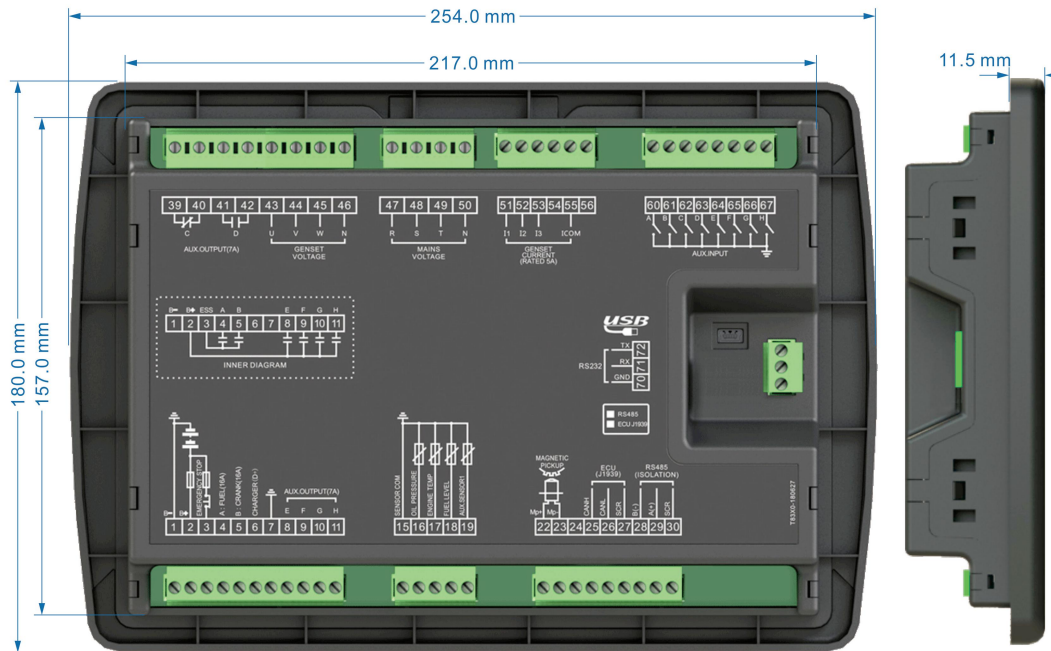 254.0 mm
217.0 mm
11.5 mm
180.0 mm
157.0 mm
39 40 41 42 43 44 45 46
C D U V W N
AUX.OUTPUT(7A)
GENSET
VOLTAGE
47 48 49 50
R S T N
MAINS
VOLTAGE
51 52 53 54 55 56
I1 I2 I3 ICOM
GENSET
CURRENT
(RATED 5A)
60 61 62 63 64 65 66 67
A B C D E F G H
AUX.INPUT
B- B+ ESS A B E F G H
1 2 3 4 5 6 7 8 9 10 11
INNER DIAGRAM
USB
RS232
TX 72
RX 71
GND 70
RS485
ECU J1939
B- B+
EMERGENCY STOP
A : FUEL(16A)
B : CRANK(16A)
CHARGER (D+)
AUX.OUTPUT(7A)
E F G H
1 2 3 4 5 6 7 8 9 10 11
SENSOR COM
OIL PRESSURE
ENGINE TEMP
FUEL LEVEL
AUX.SENSOR1
15 16 17 18 19
MAGNETIC
PICKUP
Mp+ Mp-
ECU
(J1939)
CANH
CANL
SCR
RS485
(ISOLATION)
B(-)
A(+)
SCR
22 23 24 25 26 27 28 29 30
T83X0-180627